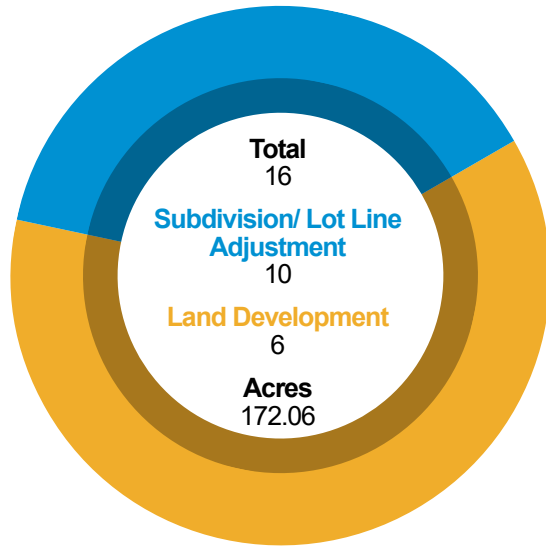 Total
16
Subdivision/ Lot Line
Adjustment
10
Land Development
6
Acres
172.06